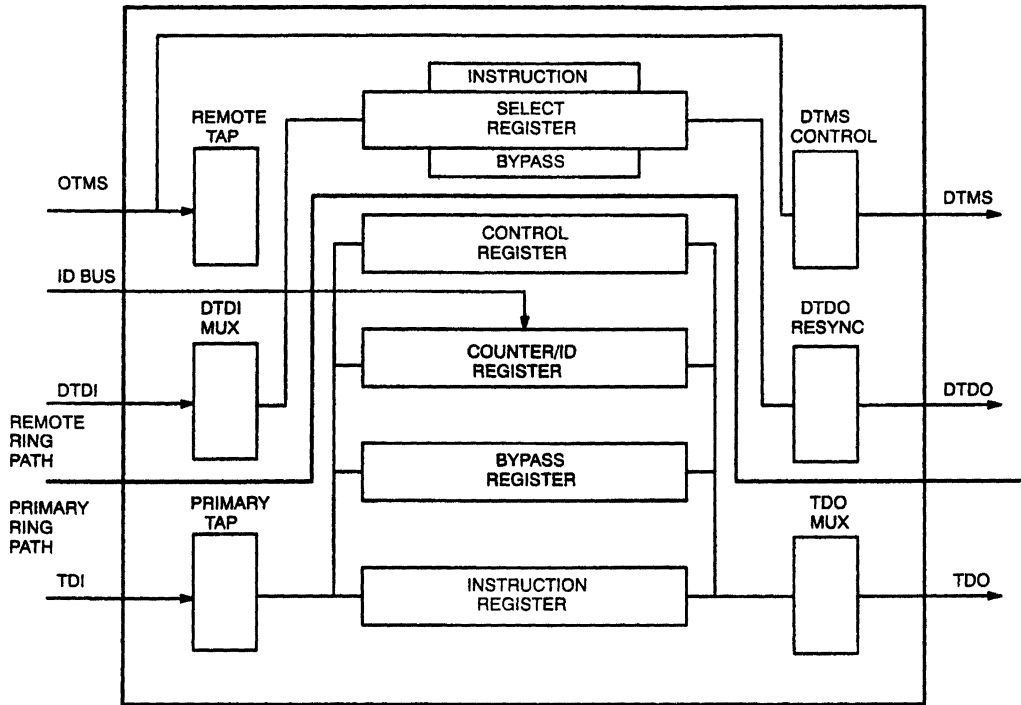 INSTRUCTION
SELECT
REGISTER
BYPASS
REMOTE
TAP
DTMS
CONTROL
OTMS
DTMS
CONTROL
REGISTER
ID BUS
DTDI
MUX
DTDO
RESYNC
COUNTER/ID
REGISTER
DTDI
DTDO
REMOTE
RING
PATH
BYPASS
REGISTER
PRIMARY
RING
PATH
PRIMARY
TAP
TDO
MUX
TDI
INSTRUCTION
REGISTER
TDO